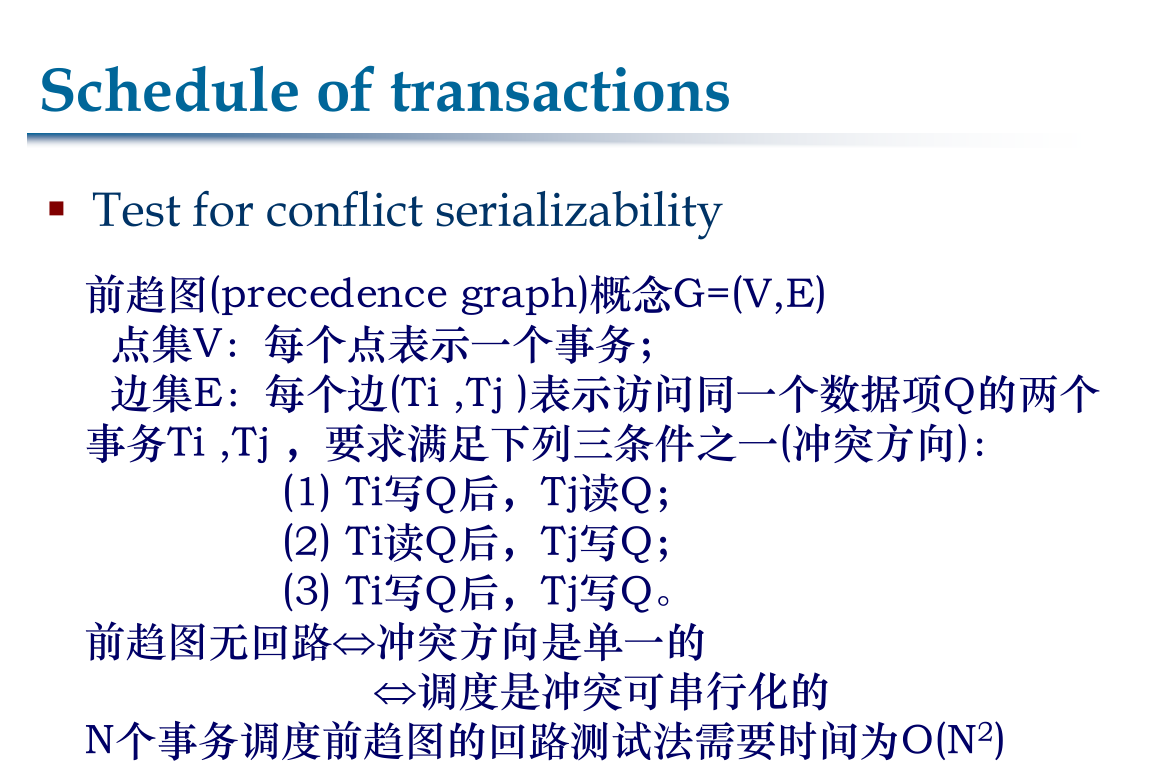 Schedule of transactions
▪ Test for conflict serializability
前趋图(precedence graph)概念G=(V,E)
点集V：每个点表示一个事务；
边集E：每个边(Ti ,Tj )表示访问同一个数据项Q的两个
事务Ti ,Tj ，要求满足下列三条件之一(冲突方向)：
(1) Ti写Q后，Tj读Q；
(2) Ti读Q后，Tj写Q；
(3) Ti写Q后，Tj写Q。
前趋图无回路⇔冲突方向是单一的
⇔调度是冲突可串行化的
N个事务调度前趋图的回路测试法需要时间为O(N²)